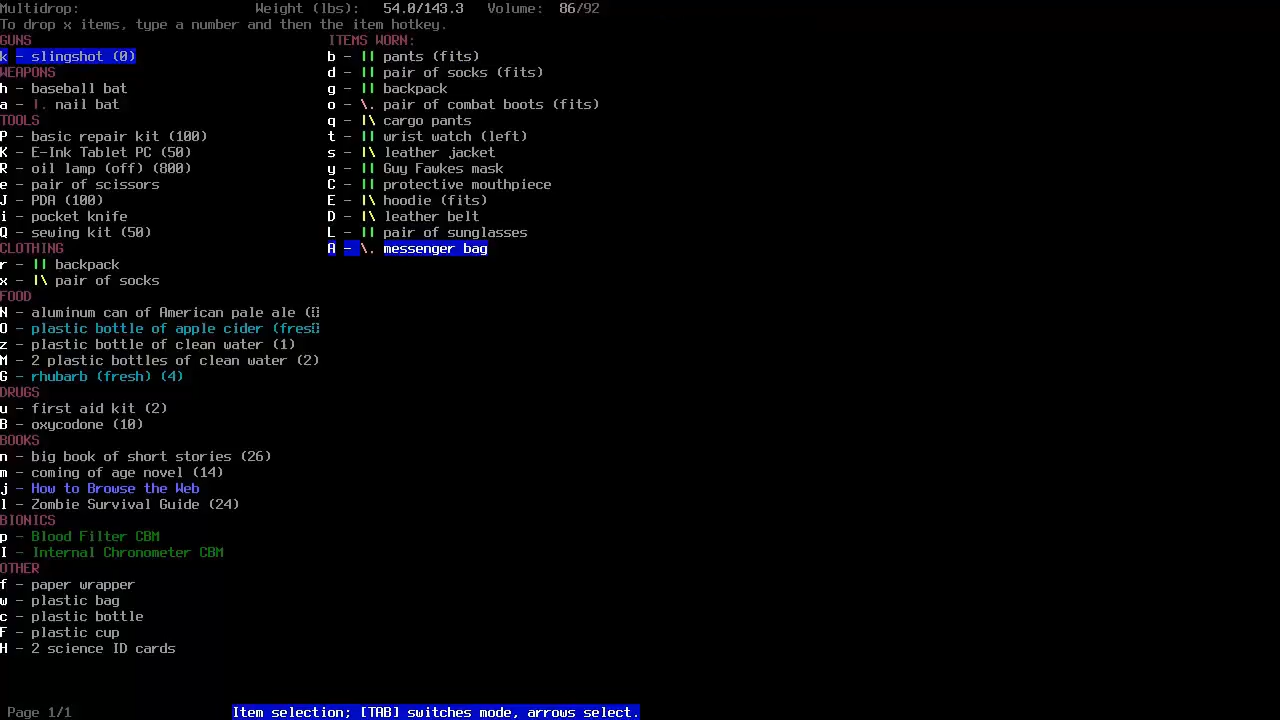 Multidrop: Weight (lbs): 54.0/143.3 Volume: 86/92
To drop x items, type a number and then the item hotkey.
GUNS
k - slingshot (0)
WEAPONS
h - baseball bat
a - |. nail bat
TOOLS
P - basic repair kit (100)
K - E-Ink Tablet PC (50)
R - oil lamp (off) (800)
e - pair of scissors
J - PDA (100)
i - pocket knife
Q - sewing kit (50)
CLOTHING
r - || backpack
x - |\ pair of socks
FOOD
N - aluminum can of American pale ale (
O - plastic bottle of apple cider (fres
z - plastic bottle of clean water (1)
M - 2 plastic bottles of clean water (2)
G - rhubarb (fresh) (4)
DRUGS
u - first aid kit (2)
B - oxycodone (10)
BOOKS
n - big book of short stories (26)
m - coming of age novel (14)
j - How to Browse the Web
l - Zombie Survival Guide (24)
BIONICS
p - Blood Filter CBM
I - Internal Chronometer CBM
OTHER
f - paper wrapper
w - plastic bag
c - plastic bottle
F - plastic cup
H - 2 science ID cards
ITEMS WORN:
b - || pants (fits)
d - || pair of socks (fits)
g - || backpack
o - \. pair of combat boots (fits)
q - |\ cargo pants
t - || wrist watch (left)
s - |\ leather jacket
y - || Guy Fawkes mask
C - || protective mouthpiece
E - |\ hoodie (fits)
D - |\ leather belt
L - || pair of sunglasses
A - \. messenger bag
Page 1/1 Item selection; [TAB] switches mode, arrows select.